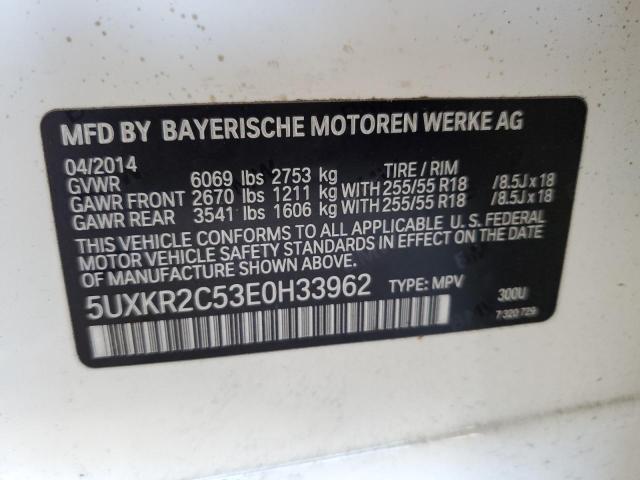 MFD BY BAYERISCHE MOTOREN WERKE AG
04/2014 TIRE / RIM
GVWR 6069 lbs 2753 kg
GAWR FRONT 2670 lbs 1211 kg WITH 255/55 R18 /8.5J x 18
GAWR REAR 3541 lbs 1606 kg WITH 255/55 R18 /8.5J x 18
THIS VEHICLE CONFORMS TO ALL APPLICABLE U. S. FEDERAL
MOTOR VEHICLE SAFETY STANDARDS IN EFFECT ON THE DATE
OF MANUFACTURE SHOWN ABOVE.
5UXKR2C53E0H33962 TYPE: MPV 300U
7 320 729